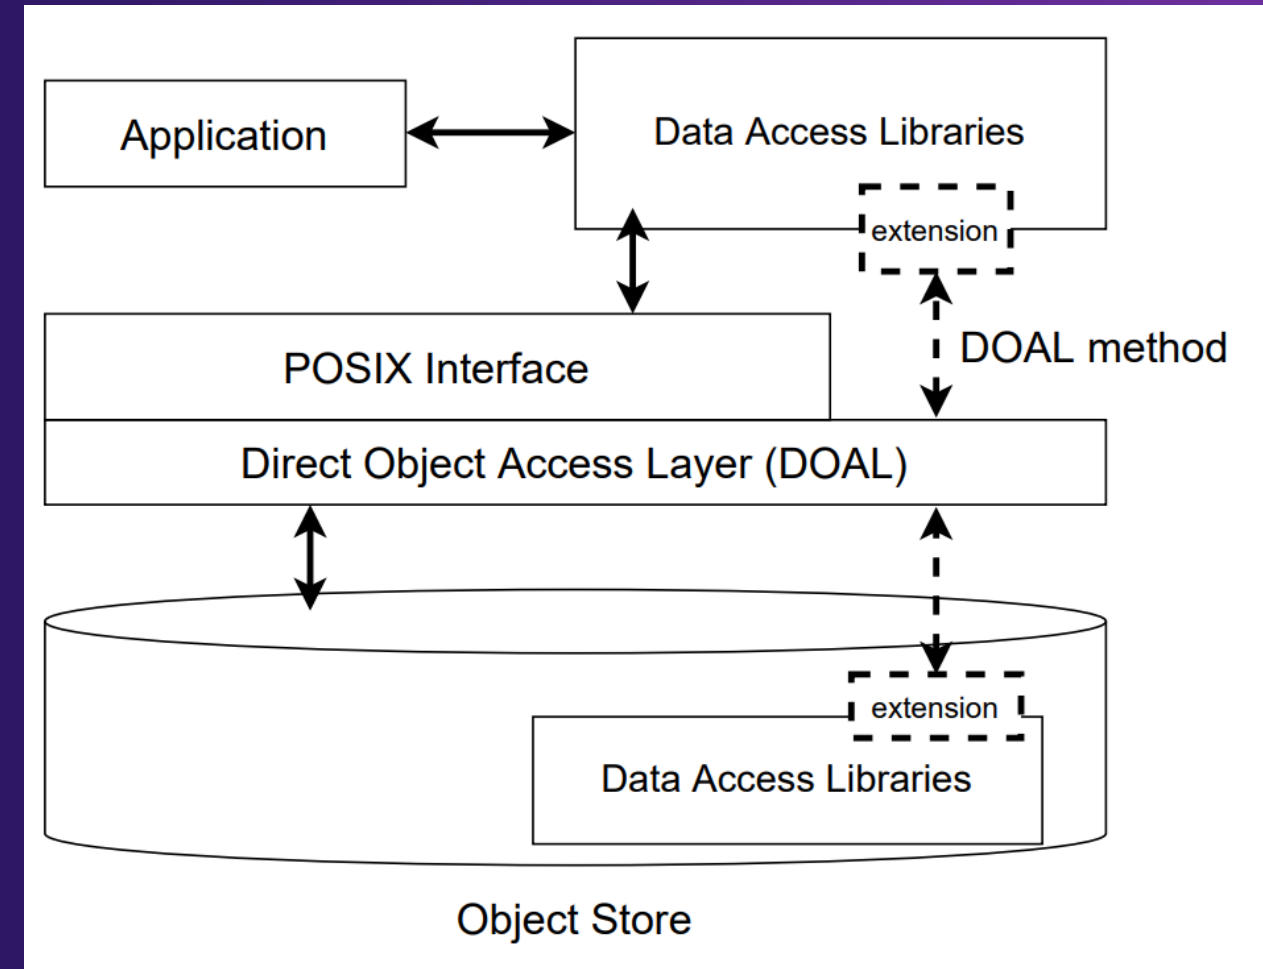 Application
Data Access Libraries
extension
DOAL method
POSIX Interface
Direct Object Access Layer (DOAL)
extension
Data Access Libraries
Object Store